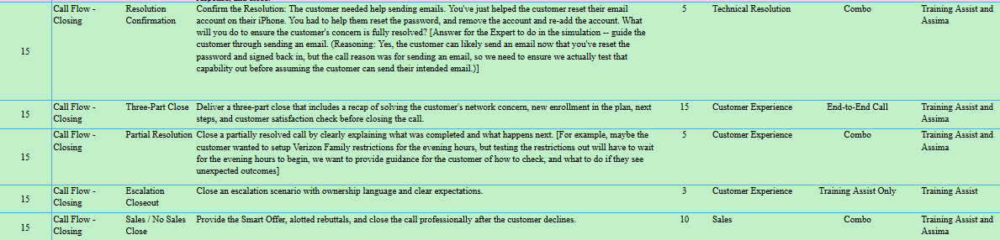 Call Flow - Closing
Resolution Confirmation
Confirm the Resolution: The customer needed help sending emails. You've just helped the customer reset their email
account on their iPhone. You had to help them reset the password, and remove the account and re-add the account. What
will you do to ensure the customer's concern is fully resolved? [Answer for the Expert to do in the simulation -- guide the
customer through sending an email. (Reasoning: Yes, the customer can likely send an email now that you've reset the
password and signed back in, but the call reason was for sending an email, so we need to ensure we actually test that
capability out before assuming the customer can send their intended email.)]
5
Technical Resolution
Combo
Training Assist and
Assima
15
Call Flow -
Closing
Three-Part Close
Deliver a three-part close that includes a recap of solving the customer's network concern, new enrollment in the plan, next
steps, and customer satisfaction check before closing the call.
15
Customer Experience
End-to-End Call
Training Assist and
Assima
15
Call Flow -
Closing
Partial Resolution
Close a partially resolved call by clearly explaining what was completed and what happens next. [For example, maybe the
customer wanted to setup Verizon Family restrictions for the evening hours, but testing the restrictions out will have to wait
for the evening hours to begin, we want to provide guidance for the customer of how to check, and what to do if they see
unexpected outcomes]
5
Customer Experience
Combo
Training Assist and
Assima
15
Call Flow -
Closing
Escalation
Closeout
Close an escalation scenario with ownership language and clear expectations.
3
Customer Experience
Training Assist Only
Training Assist
15
Call Flow -
Closing
Sales / No Sales
Close
Provide the Smart Offer, alotted rebuttals, and close the call professionally after the customer declines.
10
Sales
Combo
Training Assist and
Assima
15